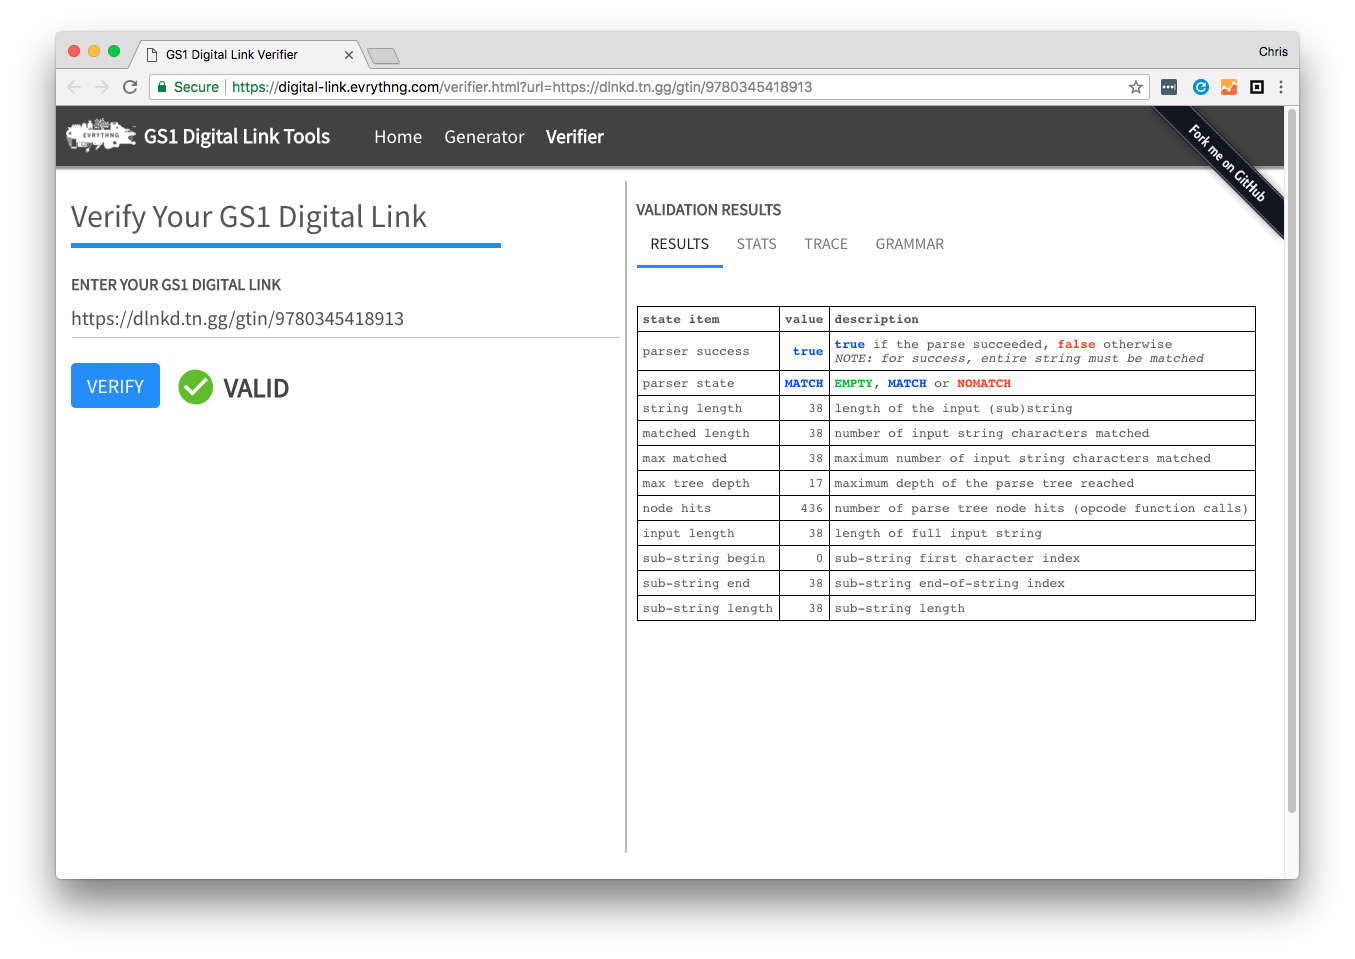 GS1 Digital Link Verifier
Chris
Secure https://digital-link.evrythng.com/verifier.html?url=https://dlnkd.tn.gg/gtin/9780345418913
EVRYTHNG
GS1 Digital Link Tools Home Generator Verifier
Fork me on GitHub
Verify Your GS1 Digital Link
ENTER YOUR GS1 DIGITAL LINK
https://dlnkd.tn.gg/gtin/9780345418913
VERIFY VALID
VALIDATION RESULTS
RESULTS STATS TRACE GRAMMAR
state item value description
parser success true true if the parse succeeded, false otherwise
NOTE: for success, entire string must be matched
parser state MATCH EMPTY, MATCH or NOMATCH
string length 38 length of the input (sub)string
matched length 38 number of input string characters matched
max matched 38 maximum number of input string characters matched
max tree depth 17 maximum depth of the parse tree reached
node hits 436 number of parse tree node hits (opcode function calls)
input length 38 length of full input string
sub-string begin 0 sub-string first character index
sub-string end 38 sub-string end-of-string index
sub-string length 38 sub-string length